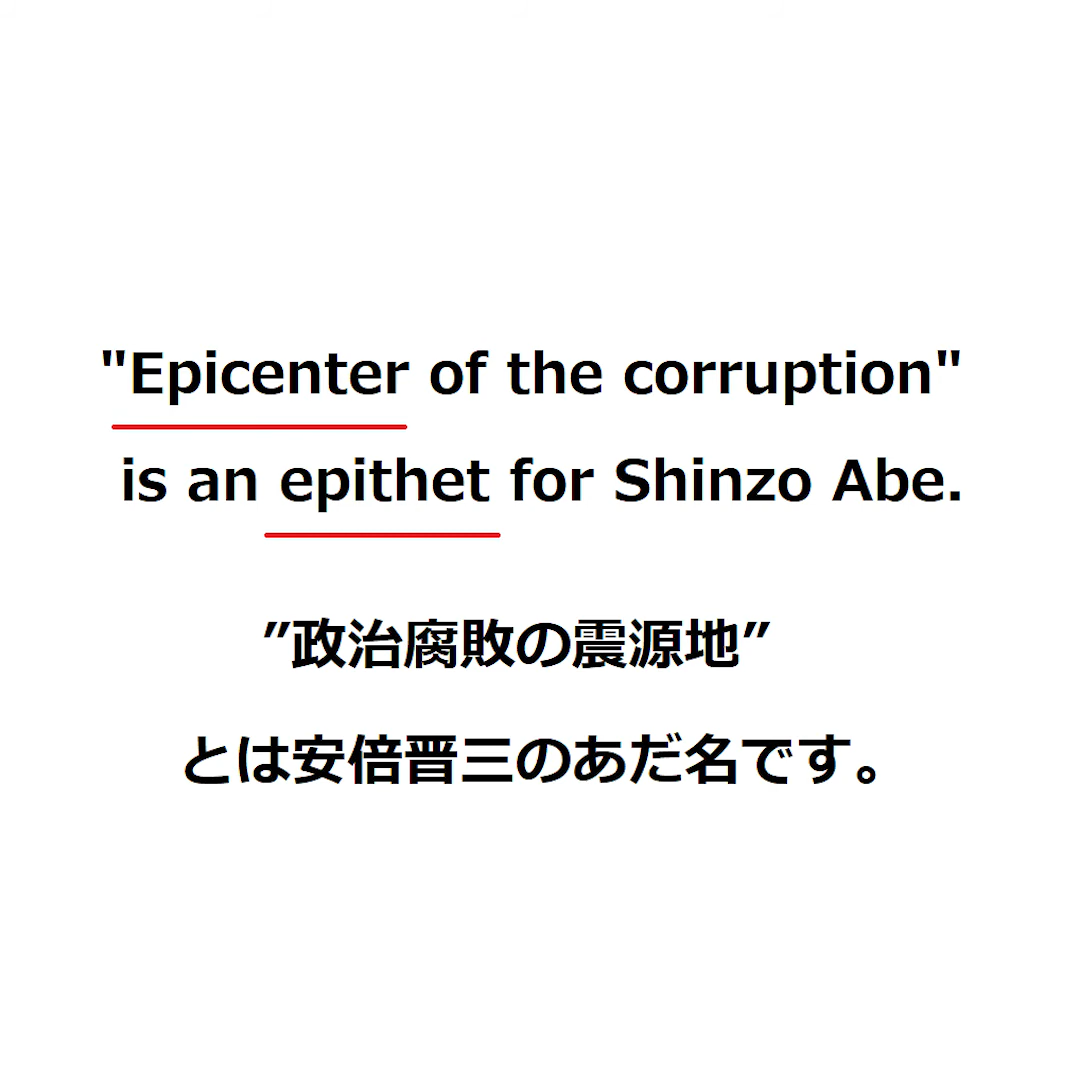 "Epicenter of the corruption"
is an epithet for Shinzo Abe.
”政治腐敗の震源地”
とは安倍晋三のあだ名です。